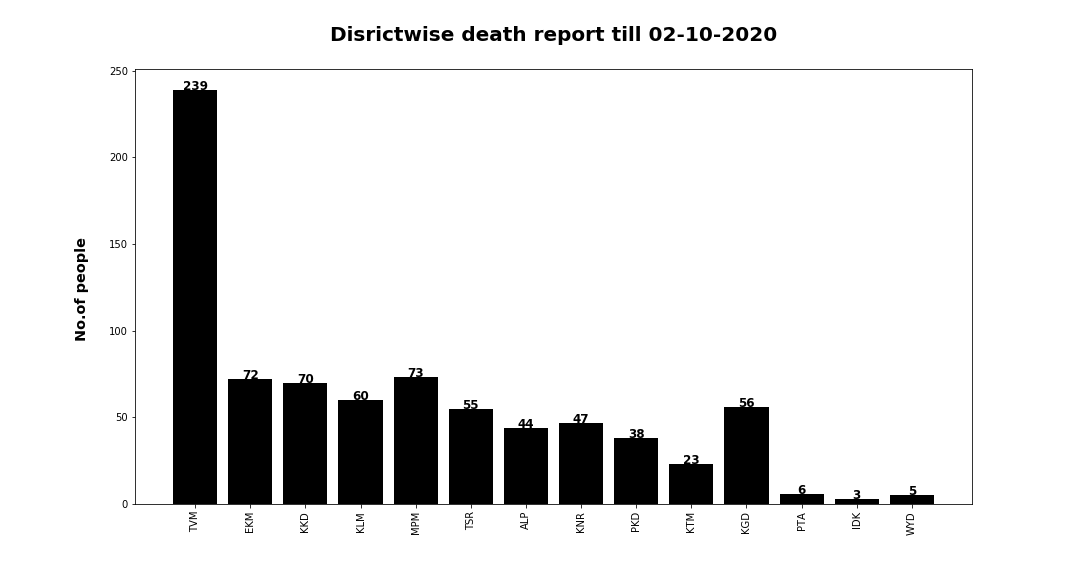 Disrictwise death report till 02-10-2020
No.of people
250
200
150
100
50
0
239
72
70
60
73
55
44
47
38
23
56
6
3
5
TVM
EKM
KKD
KLM
MPM
TSR
ALP
KNR
PKD
KTM
KGD
PTA
IDK
WYD